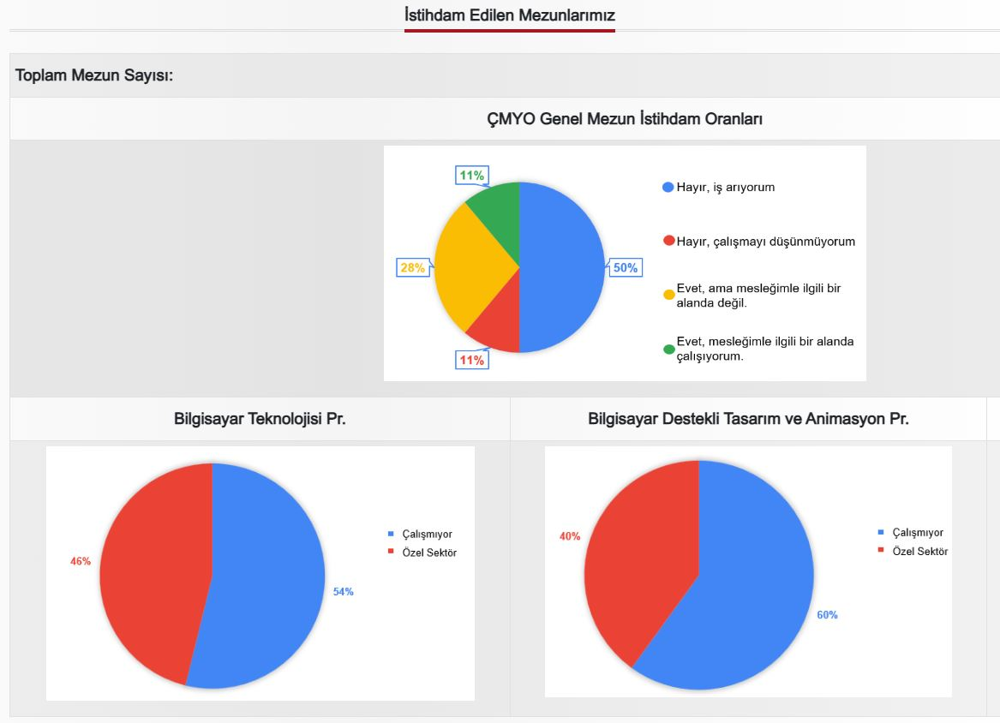 İstihdam Edilen Mezunlarımız
Toplam Mezun Sayısı:
ÇMYO Genel Mezun İstihdam Oranları
11%
28%
50%
11%
Hayır, iş arıyorum
Hayır, çalışmayı düşünmüyorum
Evet, ama mesleğimle ilgili bir
alanda değil.
Evet, mesleğimle ilgili bir alanda
çalışıyorum.
Bilgisayar Teknolojisi Pr.
46%
54%
Çalışmıyor
Özel Sektör
Bilgisayar Destekli Tasarım ve Animasyon Pr.
40%
60%
Çalışmıyor
Özel Sektör